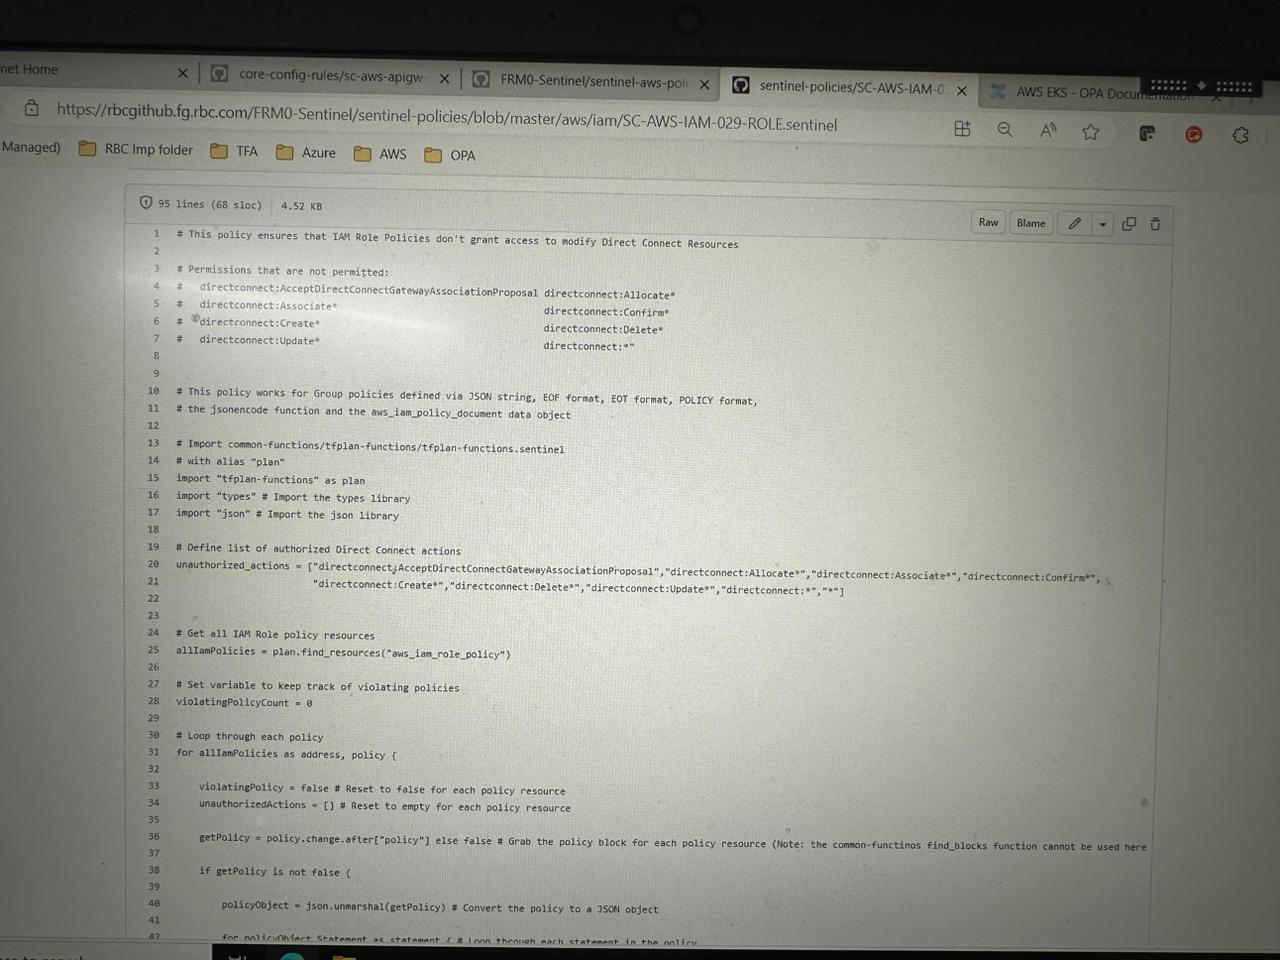 net Home
core-config-rules/sc-aws-apigw-
FRM0-Sentinel/sentinel-aws-poli
sentinel-policies/SC-AWS-IAM-0
AWS EKS - OPA Documentation
https://rbcgithub.fg.rbc.com/FRM0-Sentinel/sentinel-policies/blob/master/aws/iam/SC-AWS-IAM-029-ROLE.sentinel
Managed)
RBC Imp folder
TFA
Azure
AWS
OPA
95 lines (68 sloc) 4.52 KB
Raw
Blame
1 # This policy ensures that IAM Role Policies don't grant access to modify Direct Connect Resources
2
3 # Permissions that are not permitted:
4 # directconnect:AcceptDirectConnectGatewayAssociationProposal directconnect:Allocate*
5 # directconnect:Associate* directconnect:Confirm*
6 # directconnect:Create* directconnect:Delete*
7 # directconnect:Update* directconnect:*"
8
9
10 # This policy works for Group policies defined via JSON string, EOF format, EOT format, POLICY format,
11 # the jsonencode function and the aws_iam_policy_document data object
12
13 # Import common-functions/tfplan-functions/tfplan-functions.sentinel
14 # with alias "plan"
15 import "tfplan-functions" as plan
16 import "types" # Import the types library
17 import "json" # Import the json library
18
19 # Define list of authorized Direct Connect actions
20 unauthorized_actions = ["directconnect:AcceptDirectConnectGatewayAssociationProposal","directconnect:Allocate*","directconnect:Associate*","directconnect:Confirm*",
21 "directconnect:Create*","directconnect:Delete*","directconnect:Update*","directconnect:*","*"]
22
23
24 # Get all IAM Role policy resources
25 allIamPolicies = plan.find_resources("aws_iam_role_policy")
26
27 # Set variable to keep track of violating policies
28 violatingPolicyCount = 0
29
30 # Loop through each policy
31 for allIamPolicies as address, policy {
32
33 violatingPolicy = false # Reset to false for each policy resource
34 unauthorizedActions = [] # Reset to empty for each policy resource
35
36 getPolicy = policy.change.after["policy"] else false # Grab the policy block for each policy resource (Note: the common-functinos find_blocks function cannot be used here
37
38 if getPolicy is not false {
39
40 policyObject = json.unmarshal(getPolicy) # Convert the policy to a JSON object
41
42 for policyObject.Statement as statement { # Loop through each statement in the policy